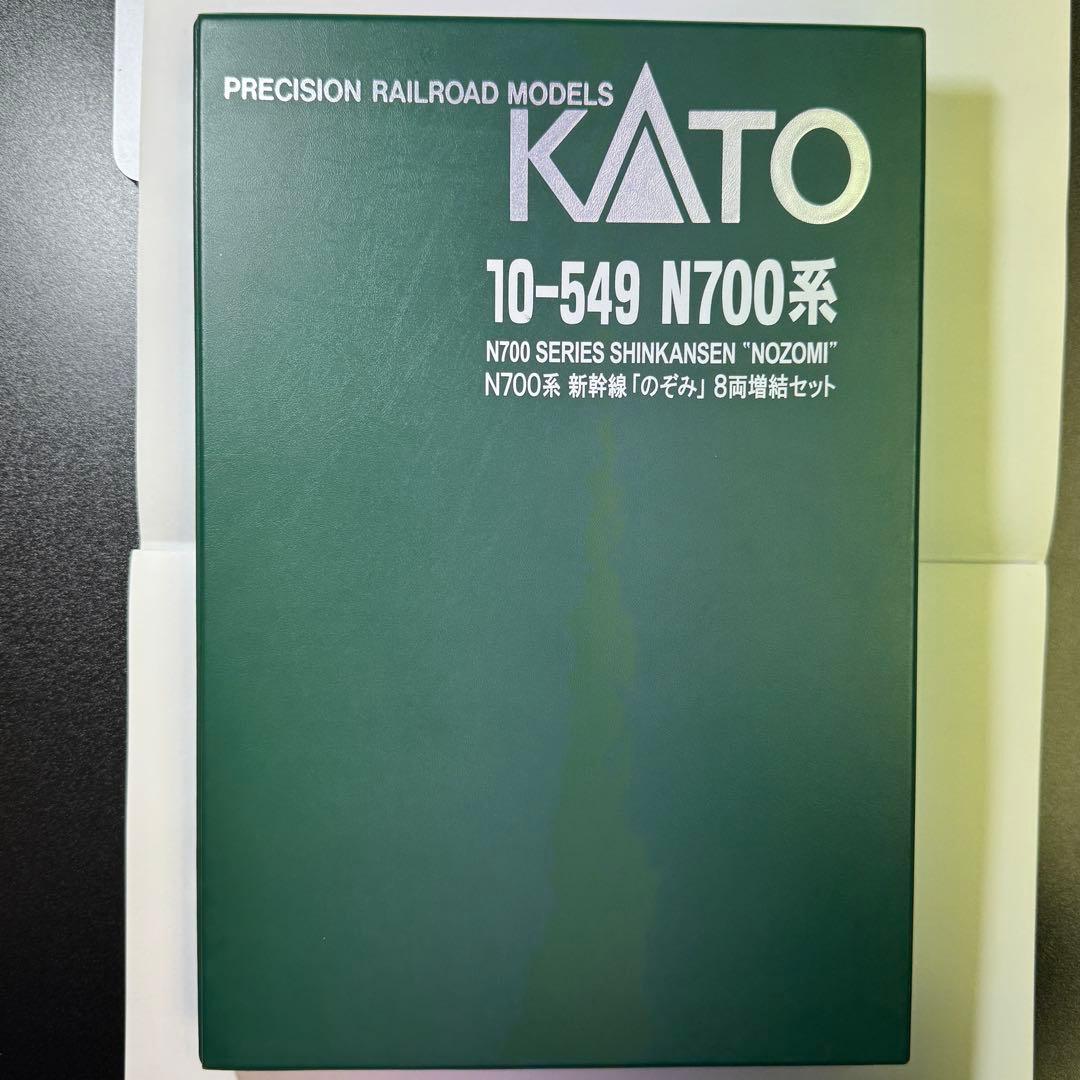 PRECISION RAILROAD MODELS
KATO
10-549 N700系
N700 SERIES SHINKANSEN "NOZOMI"
N700系 新幹線「のぞみ」8両増結セット